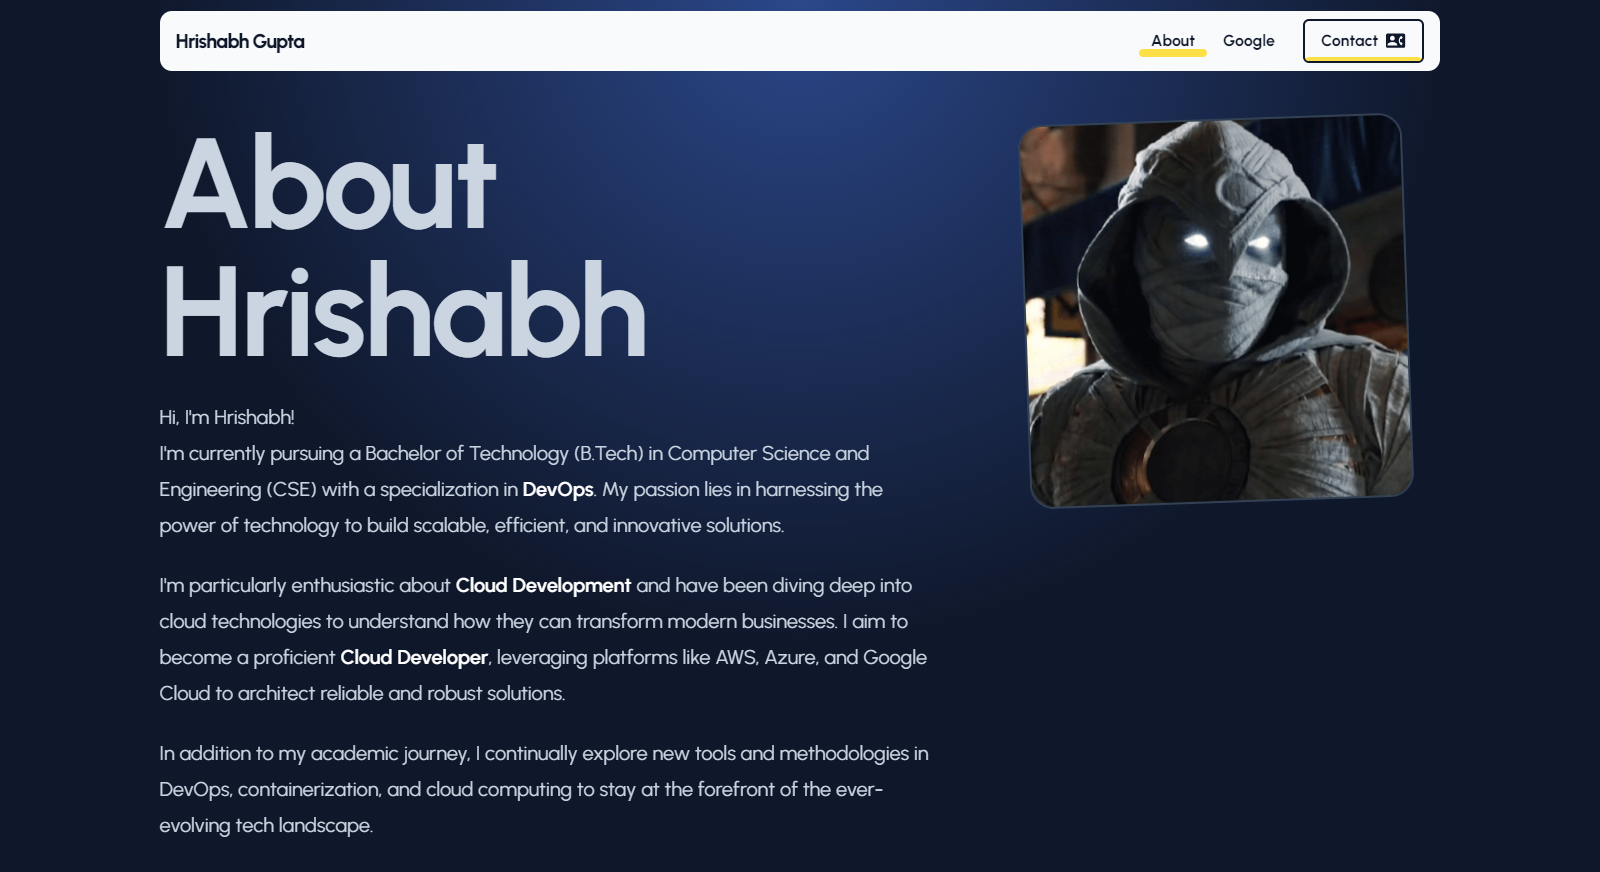 Hrishabh Gupta
About
Google
Contact
About
Hrishabh
Hi, I'm Hrishabh!
I'm currently pursuing a Bachelor of Technology (B.Tech) in Computer Science and
Engineering (CSE) with a specialization in DevOps. My passion lies in harnessing the
power of technology to build scalable, efficient, and innovative solutions.
I'm particularly enthusiastic about Cloud Development and have been diving deep into
cloud technologies to understand how they can transform modern businesses. I aim to
become a proficient Cloud Developer, leveraging platforms like AWS, Azure, and Google
Cloud to architect reliable and robust solutions.
In addition to my academic journey, I continually explore new tools and methodologies in
DevOps, containerization, and cloud computing to stay at the forefront of the ever-
evolving tech landscape.